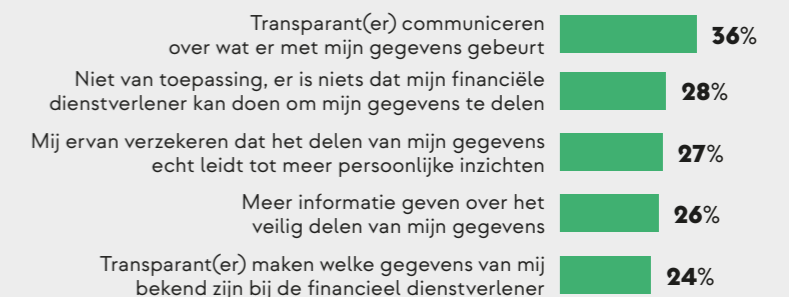 Transparant(er) communiceren
over wat er met mijn gegevens gebeurt
36%
Niet van toepassing, er is niets dat mijn financiële
dienstverlener kan doen om mijn gegevens te delen
28%
Mij ervan verzekeren dat het delen van mijn gegevens
echt leidt tot meer persoonlijke inzichten
27%
Meer informatie geven over het
veilig delen van mijn gegevens
26%
Transparant(er) maken welke gegevens van mij
bekend zijn bij de financieel dienstverlener
24%